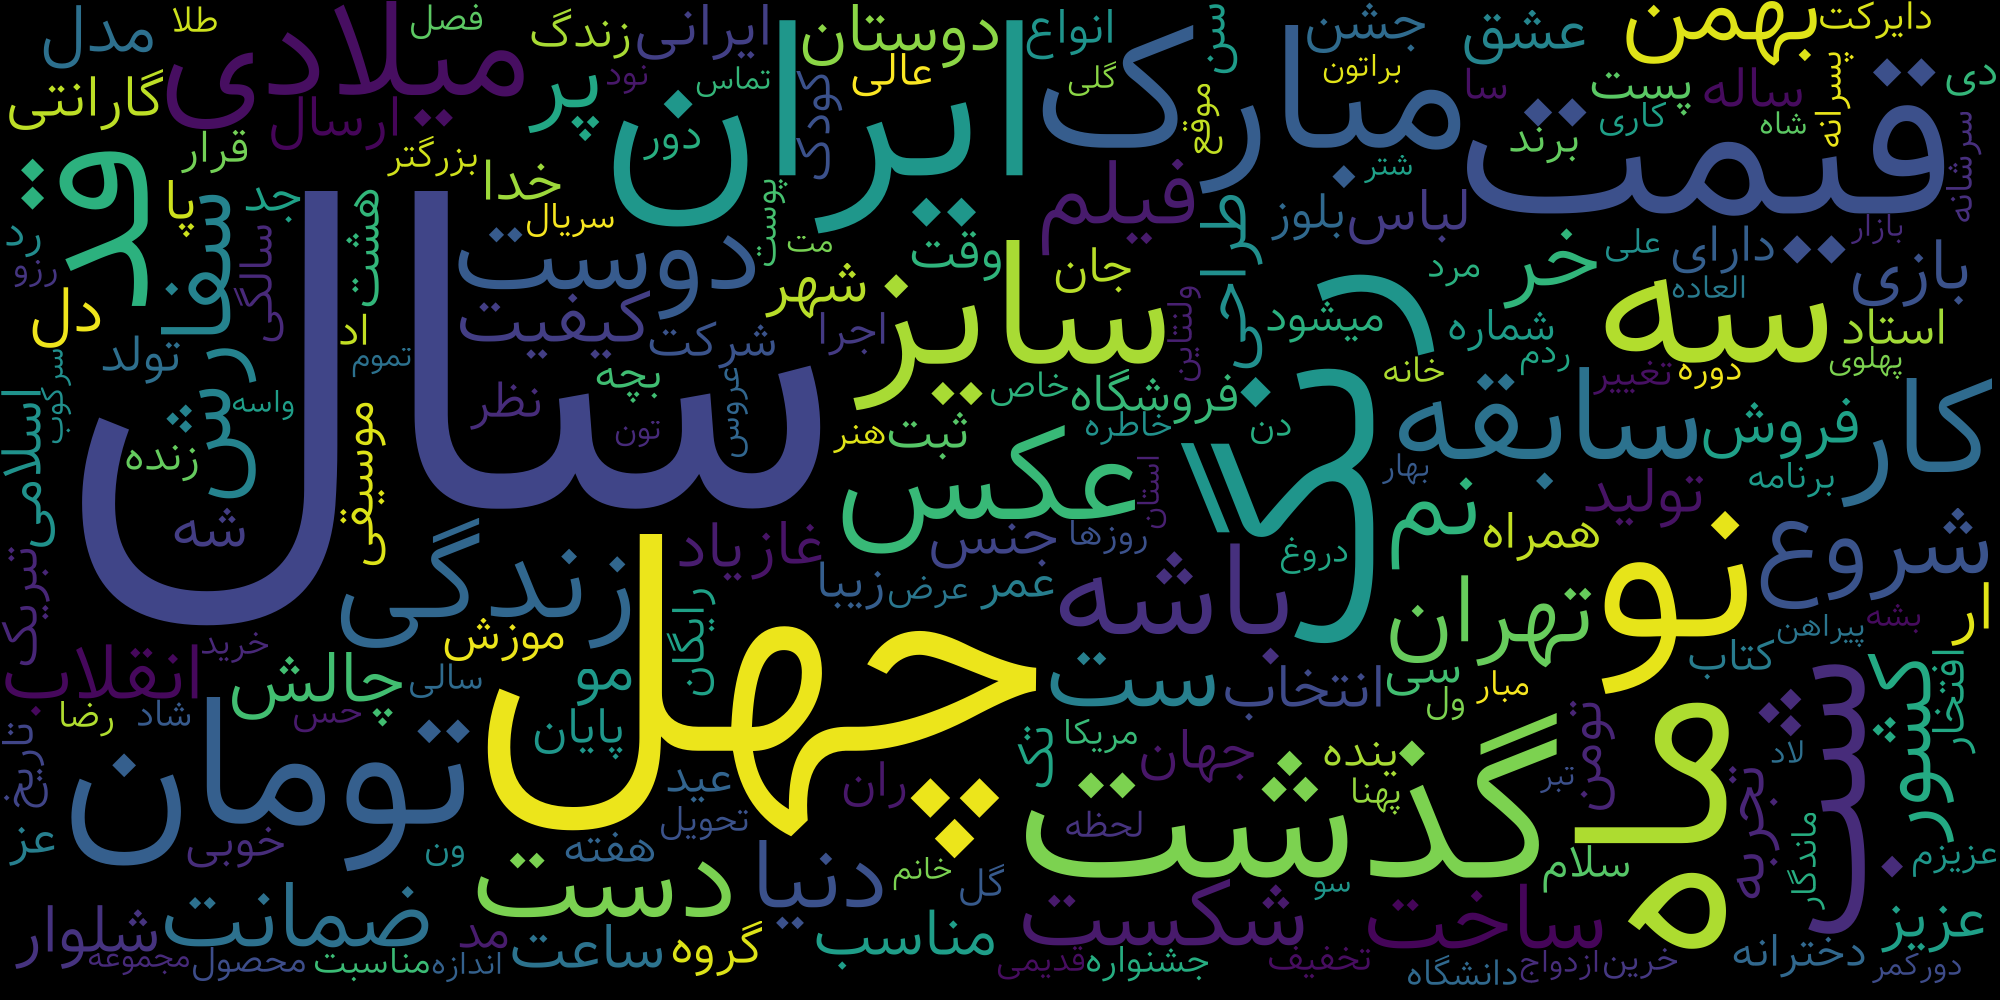 دایرکت
بهمن
عشق
جشن
سن
انواع
دوستان
ایرانی
زندگ
فصل
طلا
مدل
میلادی
گارانتی
ارسال
پر
نود
تماس
عالی
کودک
ایران
گلی
مبارک
موقع
براتون
سا
پست
ساله
پسرانه
دی
قیمت
برند
کاری
شاه
سرشانه
شتر
فیلم
دور
بزرگتر
قرار
خدا
پا
جد
قد
رد
رزو
سفارش
سالگی
هشت
سریال
دوست
پوست
مت
وقت
جان
طراحی
بلوز
لباس
مرد
علی
دارای
بازار
بازی
العاده
استاد
سه
خر
شماره
میشود
ولنتاین
سایز
اجرا
شهر
کیفیت
شرکت
اد
تموم
سال
تولد
دل
سرکوب
واسه
اسلامی
زنده
موسیقی
نظر
تون
بچه
عروس
ثبت
هنر
خاص
خاطره
فروشگاه
دن
رگ
خانه
ردم
تغییر
دوره
پهلوی
کار
فروش
سابقه
برنامه
بهار
تولید
نم
همراه
دروغ
استان
روزها
جنس
عکس
غازیاد
شه
تبریک
زندگی
زیبا
عرض
عمر
باشه
تهران
نو
شروع
ار
بشه
پیراهن
کتاب
سی
ول
مبار
انتخاب
ست
چهل
رایگان
موزش
مو
سالی
خرید
انقلاب
چالش
حس
شاد
رضا
تاریخ
تومان
پایان
عید
تحویل
ران
جهان
تک
مریکا
ینده
پهنا
تبر
تومن
لاد
تجربه
شب
کشور
افتخار
ماندگار
عزیزم
سلام
گذشت
لحظه
خانم
گل
دنیا
هفته
ون
خوبی
عز
دست
ضمانت
شلوار
مجموعه
محصول
مناسبت
اندازه
مد
ساعت
گروه
مناسب
شکست
قدیمی
جشنواره
تخفیف
سو
ساخت
دانشگاه
ازدواج
خرین
دخترانه
عزیز
دورکمر